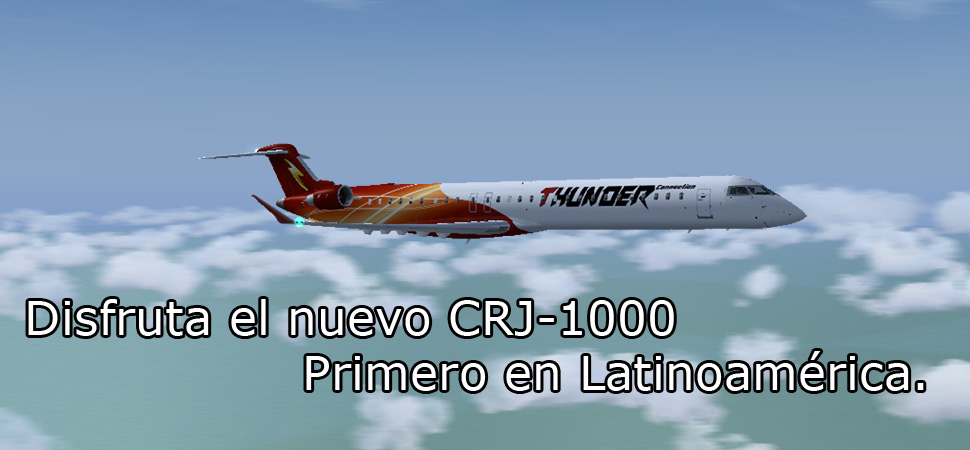 THUNDER Connection
Disfruta el nuevo CRJ-1000
Primero en Latinoamérica.